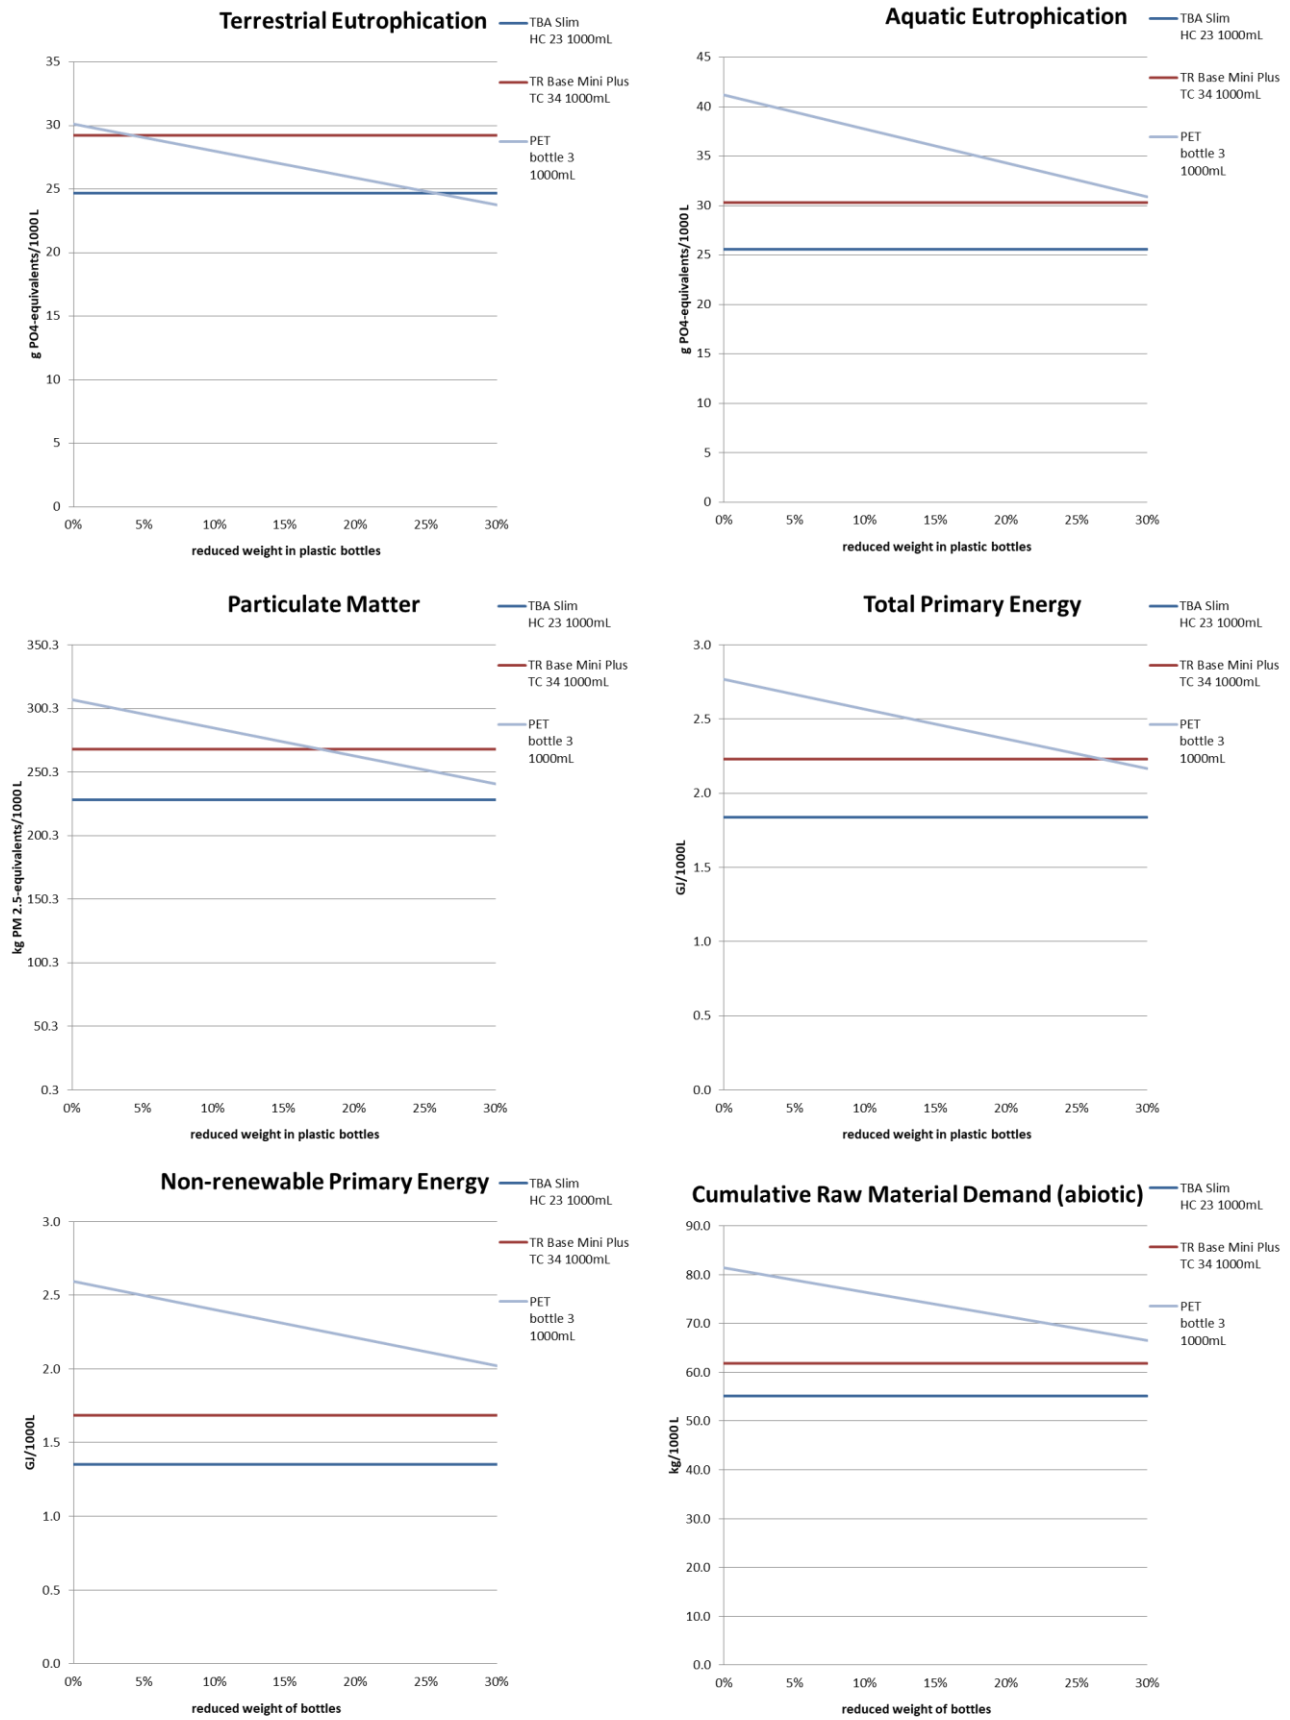 Terrestrial Eutrophication
TBA Slim
HC 23 1000mL
TR Base Mini Plus
TC 34 1000mL
PET
bottle 3
1000mL
35
30
25
20
15
10
5
0
g PO4-equivalents/1000 L
0% 5% 10% 15% 20% 25% 30%
reduced weight in plastic bottles
Aquatic Eutrophication
TBA Slim
HC 23 1000mL
TR Base Mini Plus
TC 34 1000mL
PET
bottle 3
1000mL
45
40
35
30
25
20
15
10
5
0
g PO4-equivalents/1000 L
0% 5% 10% 15% 20% 25% 30%
reduced weight in plastic bottles
Particulate Matter
TBA Slim
HC 23 1000mL
TR Base Mini Plus
TC 34 1000mL
PET
bottle 3
1000mL
350.3
300.3
250.3
200.3
150.3
100.3
50.3
0.3
kg PM 2.5-equivalents/1000 L
0% 5% 10% 15% 20% 25% 30%
reduced weight in plastic bottles
Total Primary Energy
TBA Slim
HC 23 1000mL
TR Base Mini Plus
TC 34 1000mL
PET
bottle 3
1000mL
3.0
2.5
2.0
1.5
1.0
0.5
0.0
GJ/1000L
0% 5% 10% 15% 20% 25% 30%
reduced weight in plastic bottles
Non-renewable Primary Energy
TBA Slim
HC 23 1000mL
TR Base Mini Plus
TC 34 1000mL
PET
bottle 3
1000mL
3.0
2.5
2.0
1.5
1.0
0.5
0.0
GJ/1000L
0% 5% 10% 15% 20% 25% 30%
reduced weight of bottles
Cumulative Raw Material Demand (abiotic)
TBA Slim
HC 23 1000mL
TR Base Mini Plus
TC 34 1000mL
PET
bottle 3
1000mL
90.0
80.0
70.0
60.0
50.0
40.0
30.0
20.0
10.0
0.0
kg/1000 L
0% 5% 10% 15% 20% 25% 30%
reduced weight of bottles